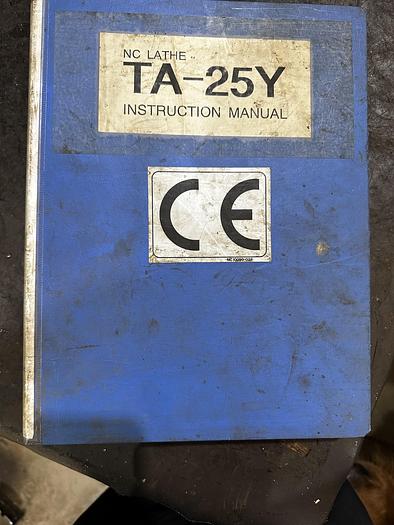 NC LATHE
TA-25Y
INSTRUCTION MANUAL
CE